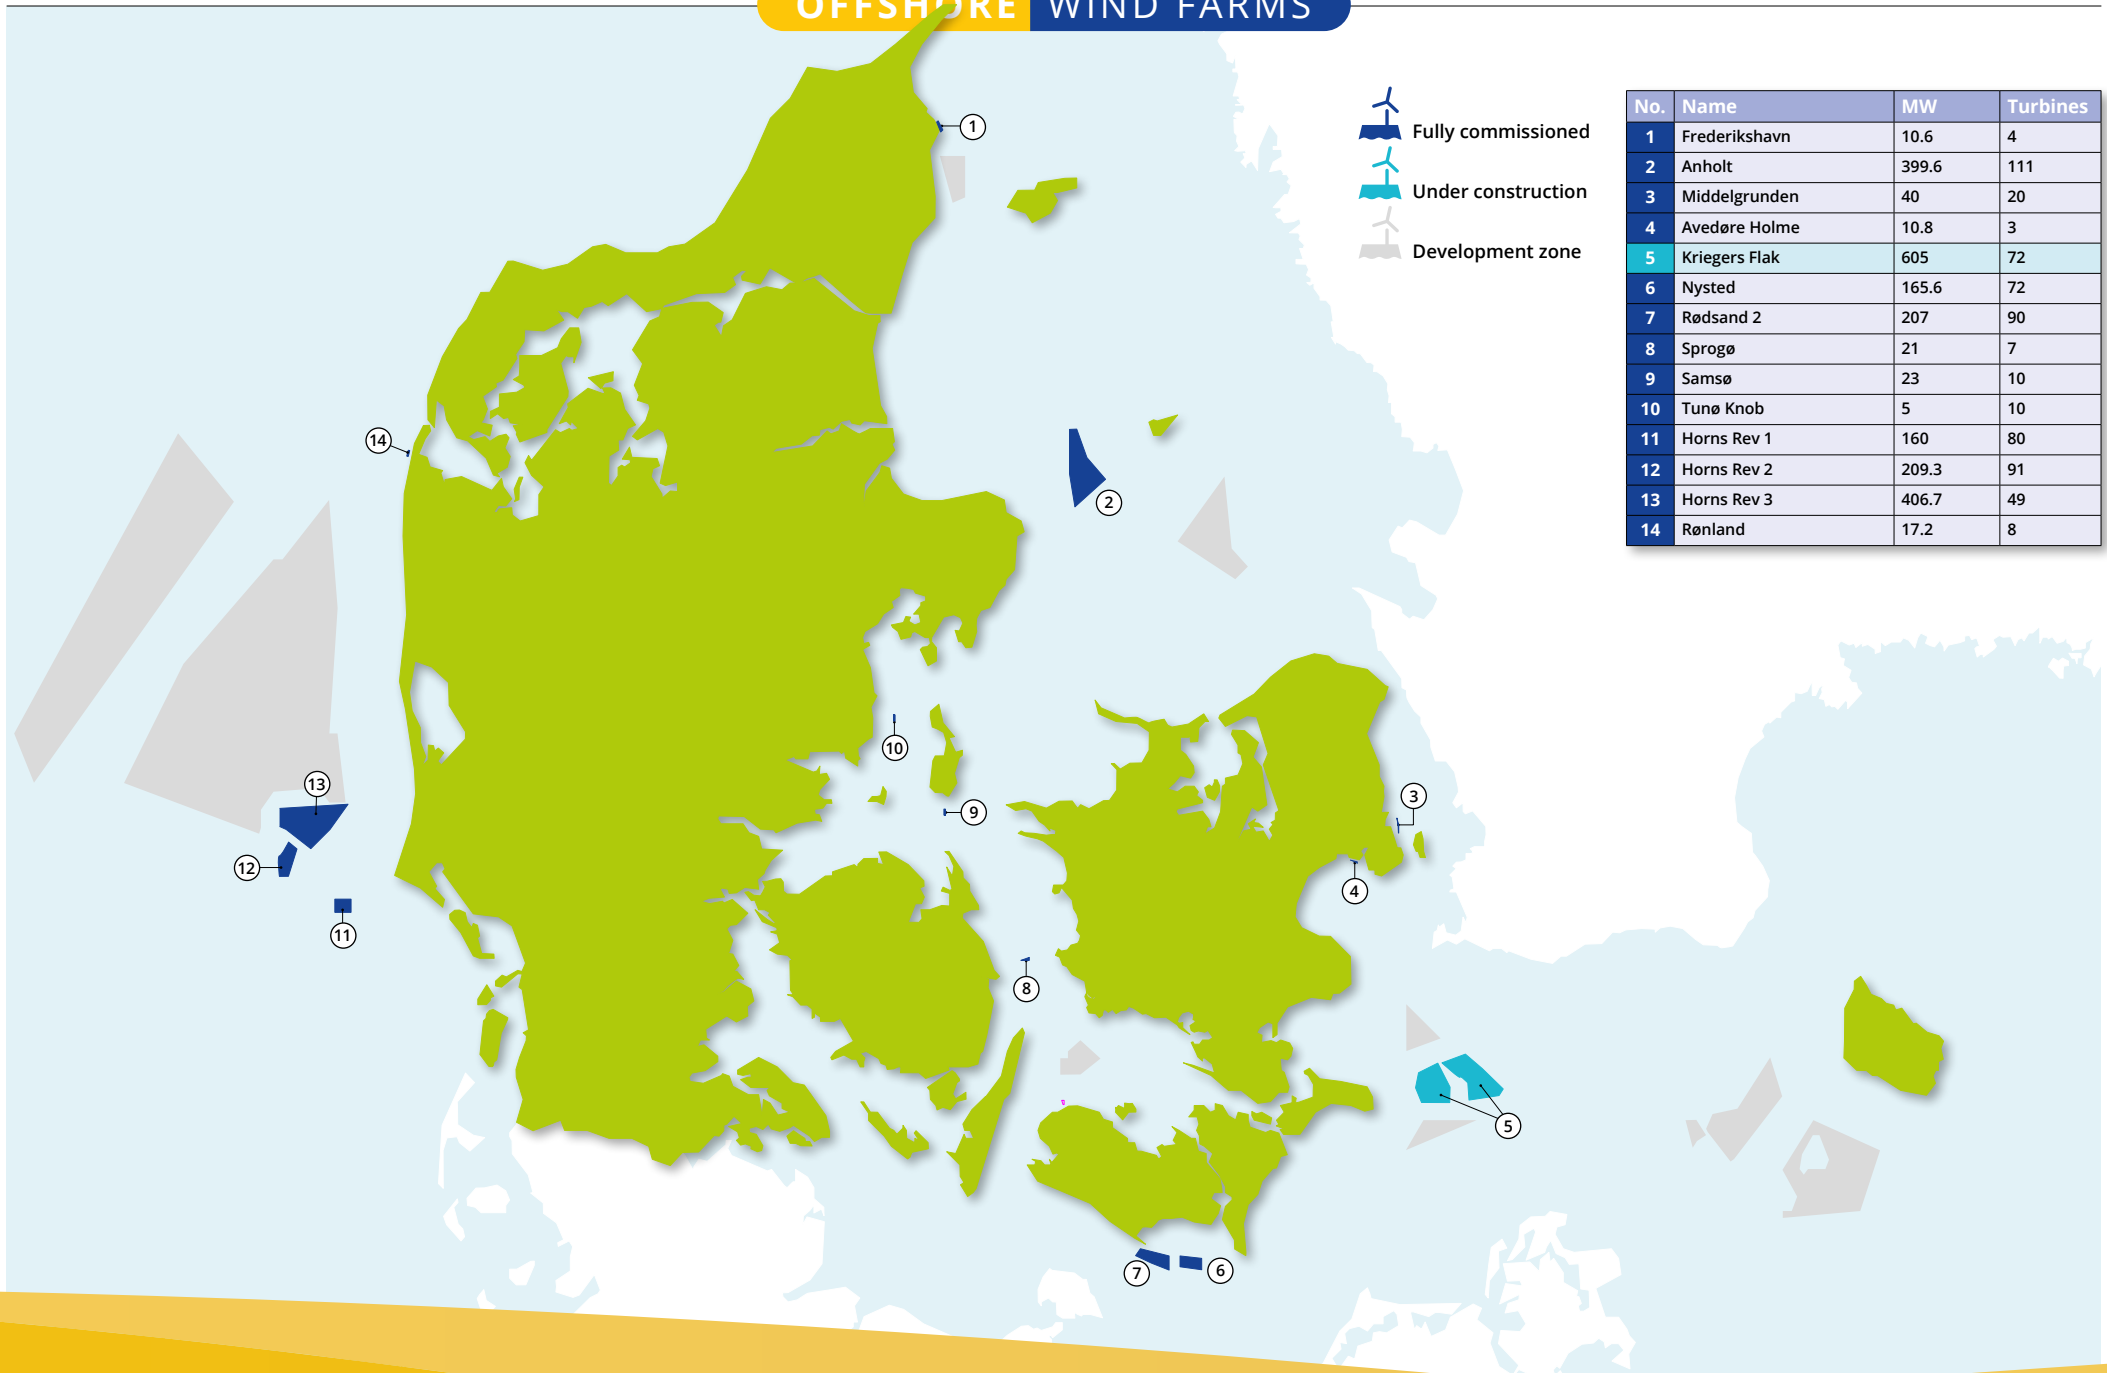 OFFSHORE WIND FARMS
Fully commissioned
Under construction
Development zone
No. Name MW Turbines
1 Frederikshavn 10.6 4
2 Anholt 399.6 111
3 Middelgrunden 40 20
4 Avedøre Holme 10.8 3
5 Kriegers Flak 605 72
6 Nysted 165.6 72
7 Rødsand 2 207 90
8 Sprogø 21 7
9 Samsø 23 10
10 Tunø Knob 5 10
11 Horns Rev 1 160 80
12 Horns Rev 2 209.3 91
13 Horns Rev 3 406.7 49
14 Rønland 17.2 8
1
14
2
10
13
3
9
12
4
11
8
5
7
6